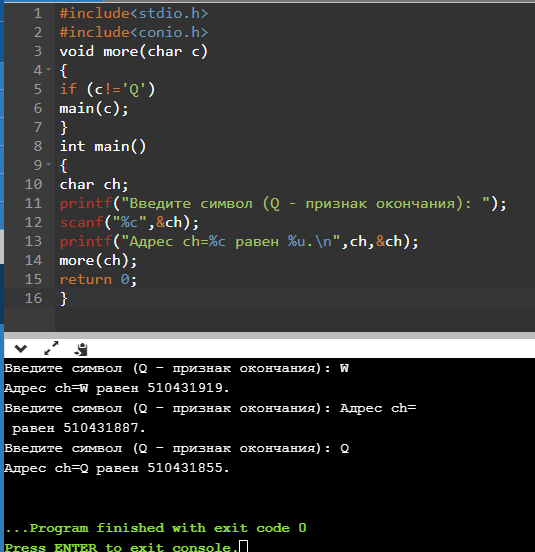 1 #include<stdio.h>
2 #include<conio.h>
3 void more(char c)
4 {
5 if (c!='Q')
6 main(c);
7 }
8 int main()
9 {
10 char ch;
11 printf("Введите символ (Q - признак окончания): ");
12 scanf("%c",&ch);
13 printf("Адрес ch=%c равен %u.\n",ch,&ch);
14 more(ch);
15 return 0;
16 }
Введите символ (Q - признак окончания): W
Адрес ch=W равен 510431919.
Введите символ (Q - признак окончания): Адрес ch=
равен 510431887.
Введите символ (Q - признак окончания): Q
Адрес ch=Q равен 510431855.
...Program finished with exit code 0
Press ENTER to exit console.